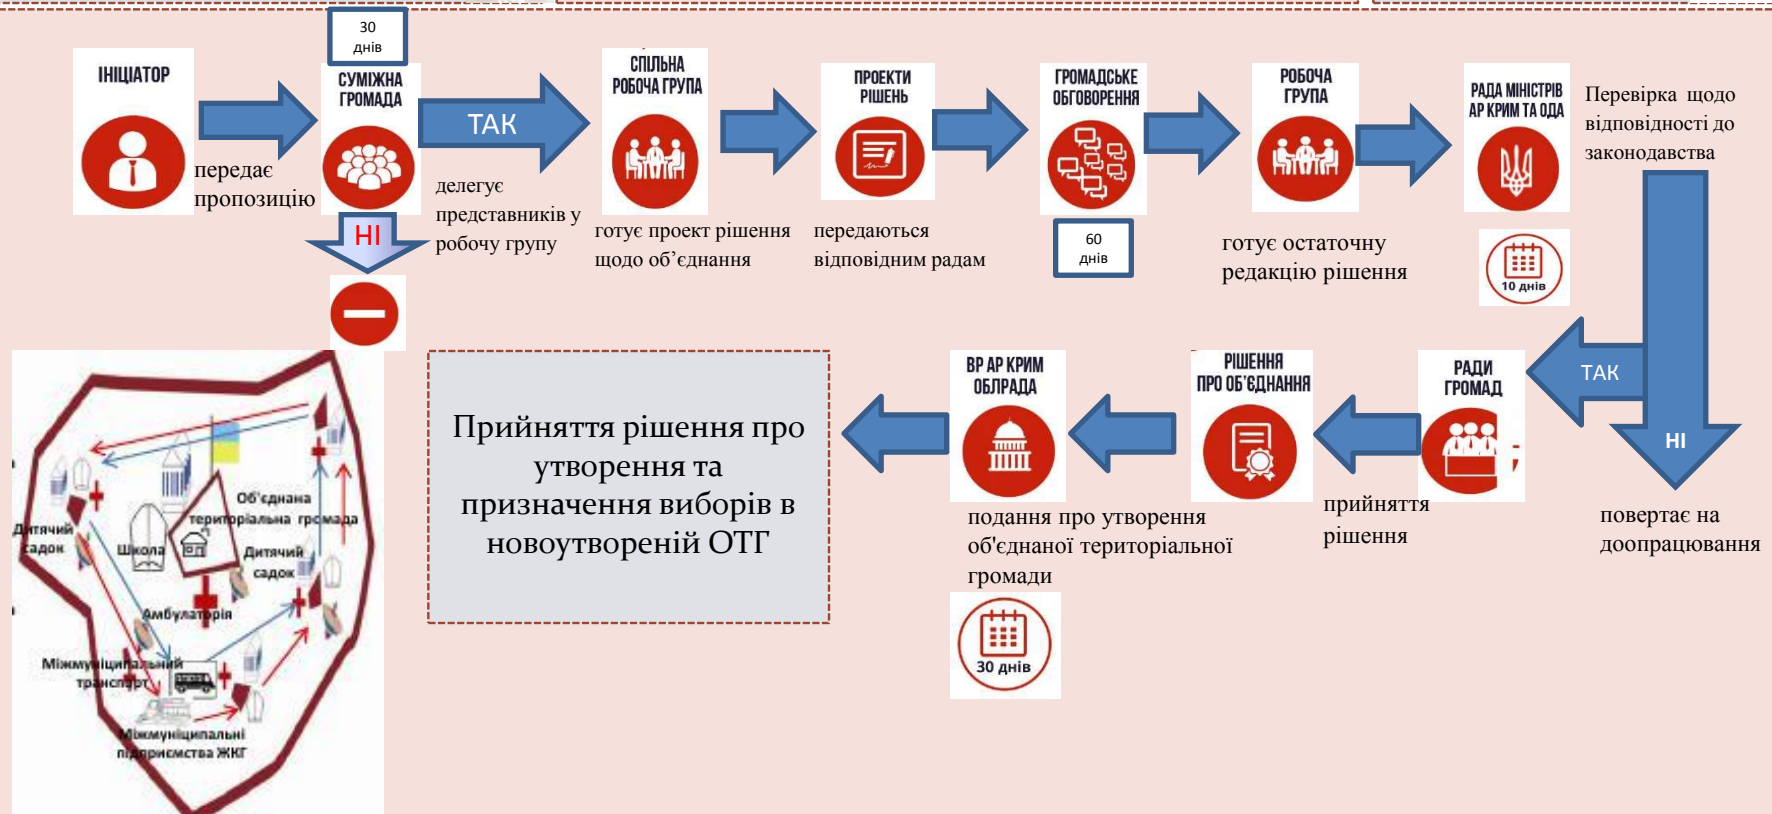 30
днів
ІНІЦІАТОР
передає
пропозицію
СУМІЖНА
ГРОМАДА
НІ
ТАК
делегує
представників у
робочу групу
СПІЛЬНА
РОБОЧА ГРУПА
готує проект рішення
щодо об’єднання
ПРОЕКТИ
РІШЕНЬ
передаються
відповідним радам
ГРОМАДСЬКЕ
ОБГОВОРЕННЯ
60
днів
РОБОЧА
ГРУПА
готує остаточну
редакцію рішення
РАДА МІНІСТРІВ
АР КРИМ ТА ОДА
10 днів
Перевірка щодо
відповідності до
законодавства
ТАК
НІ
повертає на
доопрацювання
РАДИ
ГРОМАД
прийняття
рішення
РІШЕННЯ
ПРО ОБ'ЄДНАННЯ
ВР АР КРИМ
ОБЛРАДА
подання про утворення
об'єднаної територіальної
громади
30 днів
Прийняття рішення про
утворення та
призначення виборів в
новоутвореній ОТГ
Об'єднана
територіальна громада
Дитячий
садок
Школа
Дитячий
садок
Амбулаторія
Міжмуніципальний
транспорт
Міжмуніципальні
підприємства ЖКГ